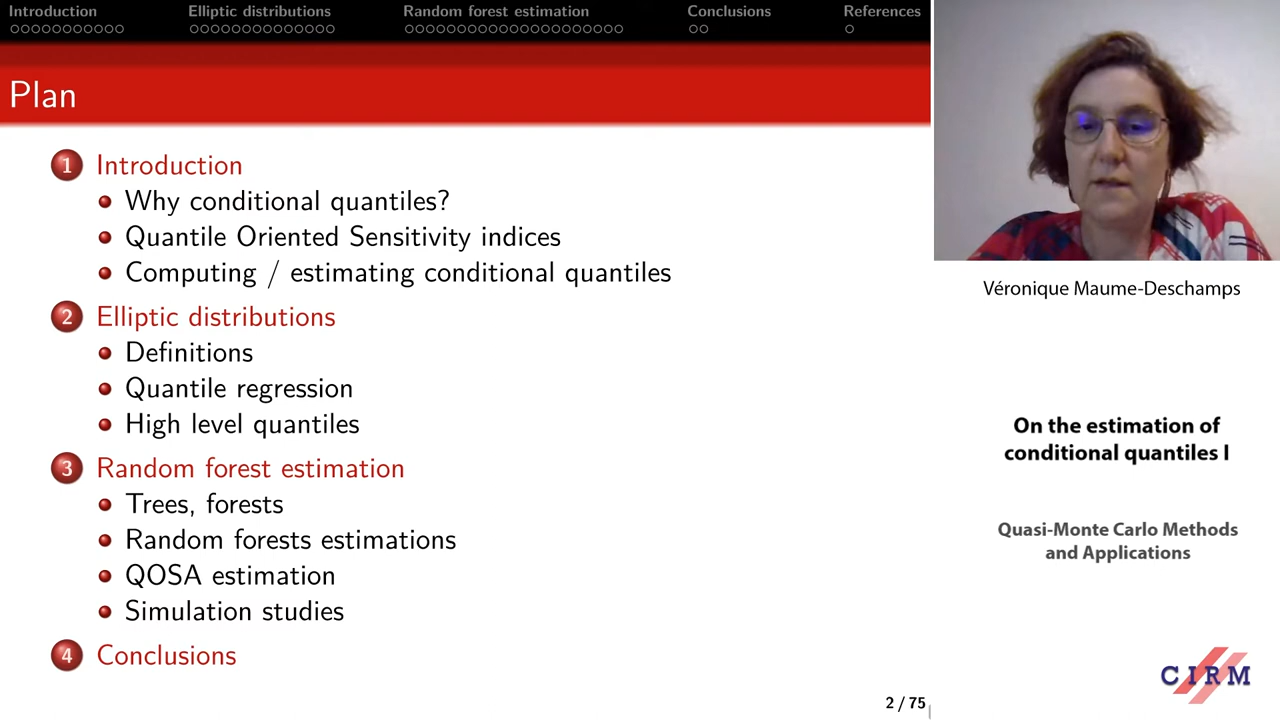 Introduction Elliptic distributions Random forest estimation Conclusions References
Plan
1 Introduction
Why conditional quantiles?
Quantile Oriented Sensitivity indices
Computing / estimating conditional quantiles
2 Elliptic distributions
Definitions
Quantile regression
High level quantiles
3 Random forest estimation
Trees, forests
Random forests estimations
QOSA estimation
Simulation studies
4 Conclusions
2 / 75
Véronique Maume-Deschamps
On the estimation of
conditional quantiles I
Quasi-Monte Carlo Methods
and Applications
CIRM